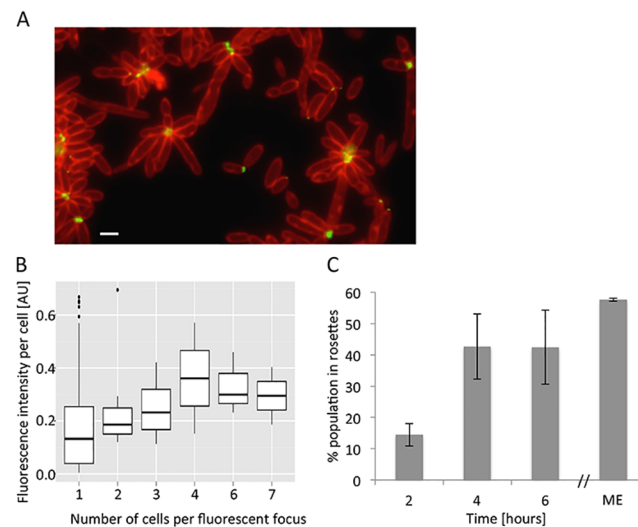 A
B
Fluorescence intensity per cell [AU]
0.6
0.4
0.2
0.0
1 2 3 4 6 7
Number of cells per fluorescent focus
C
% population in rosettes
60
50
40
30
20
10
0
2 4 6 // ME
Time [hours]